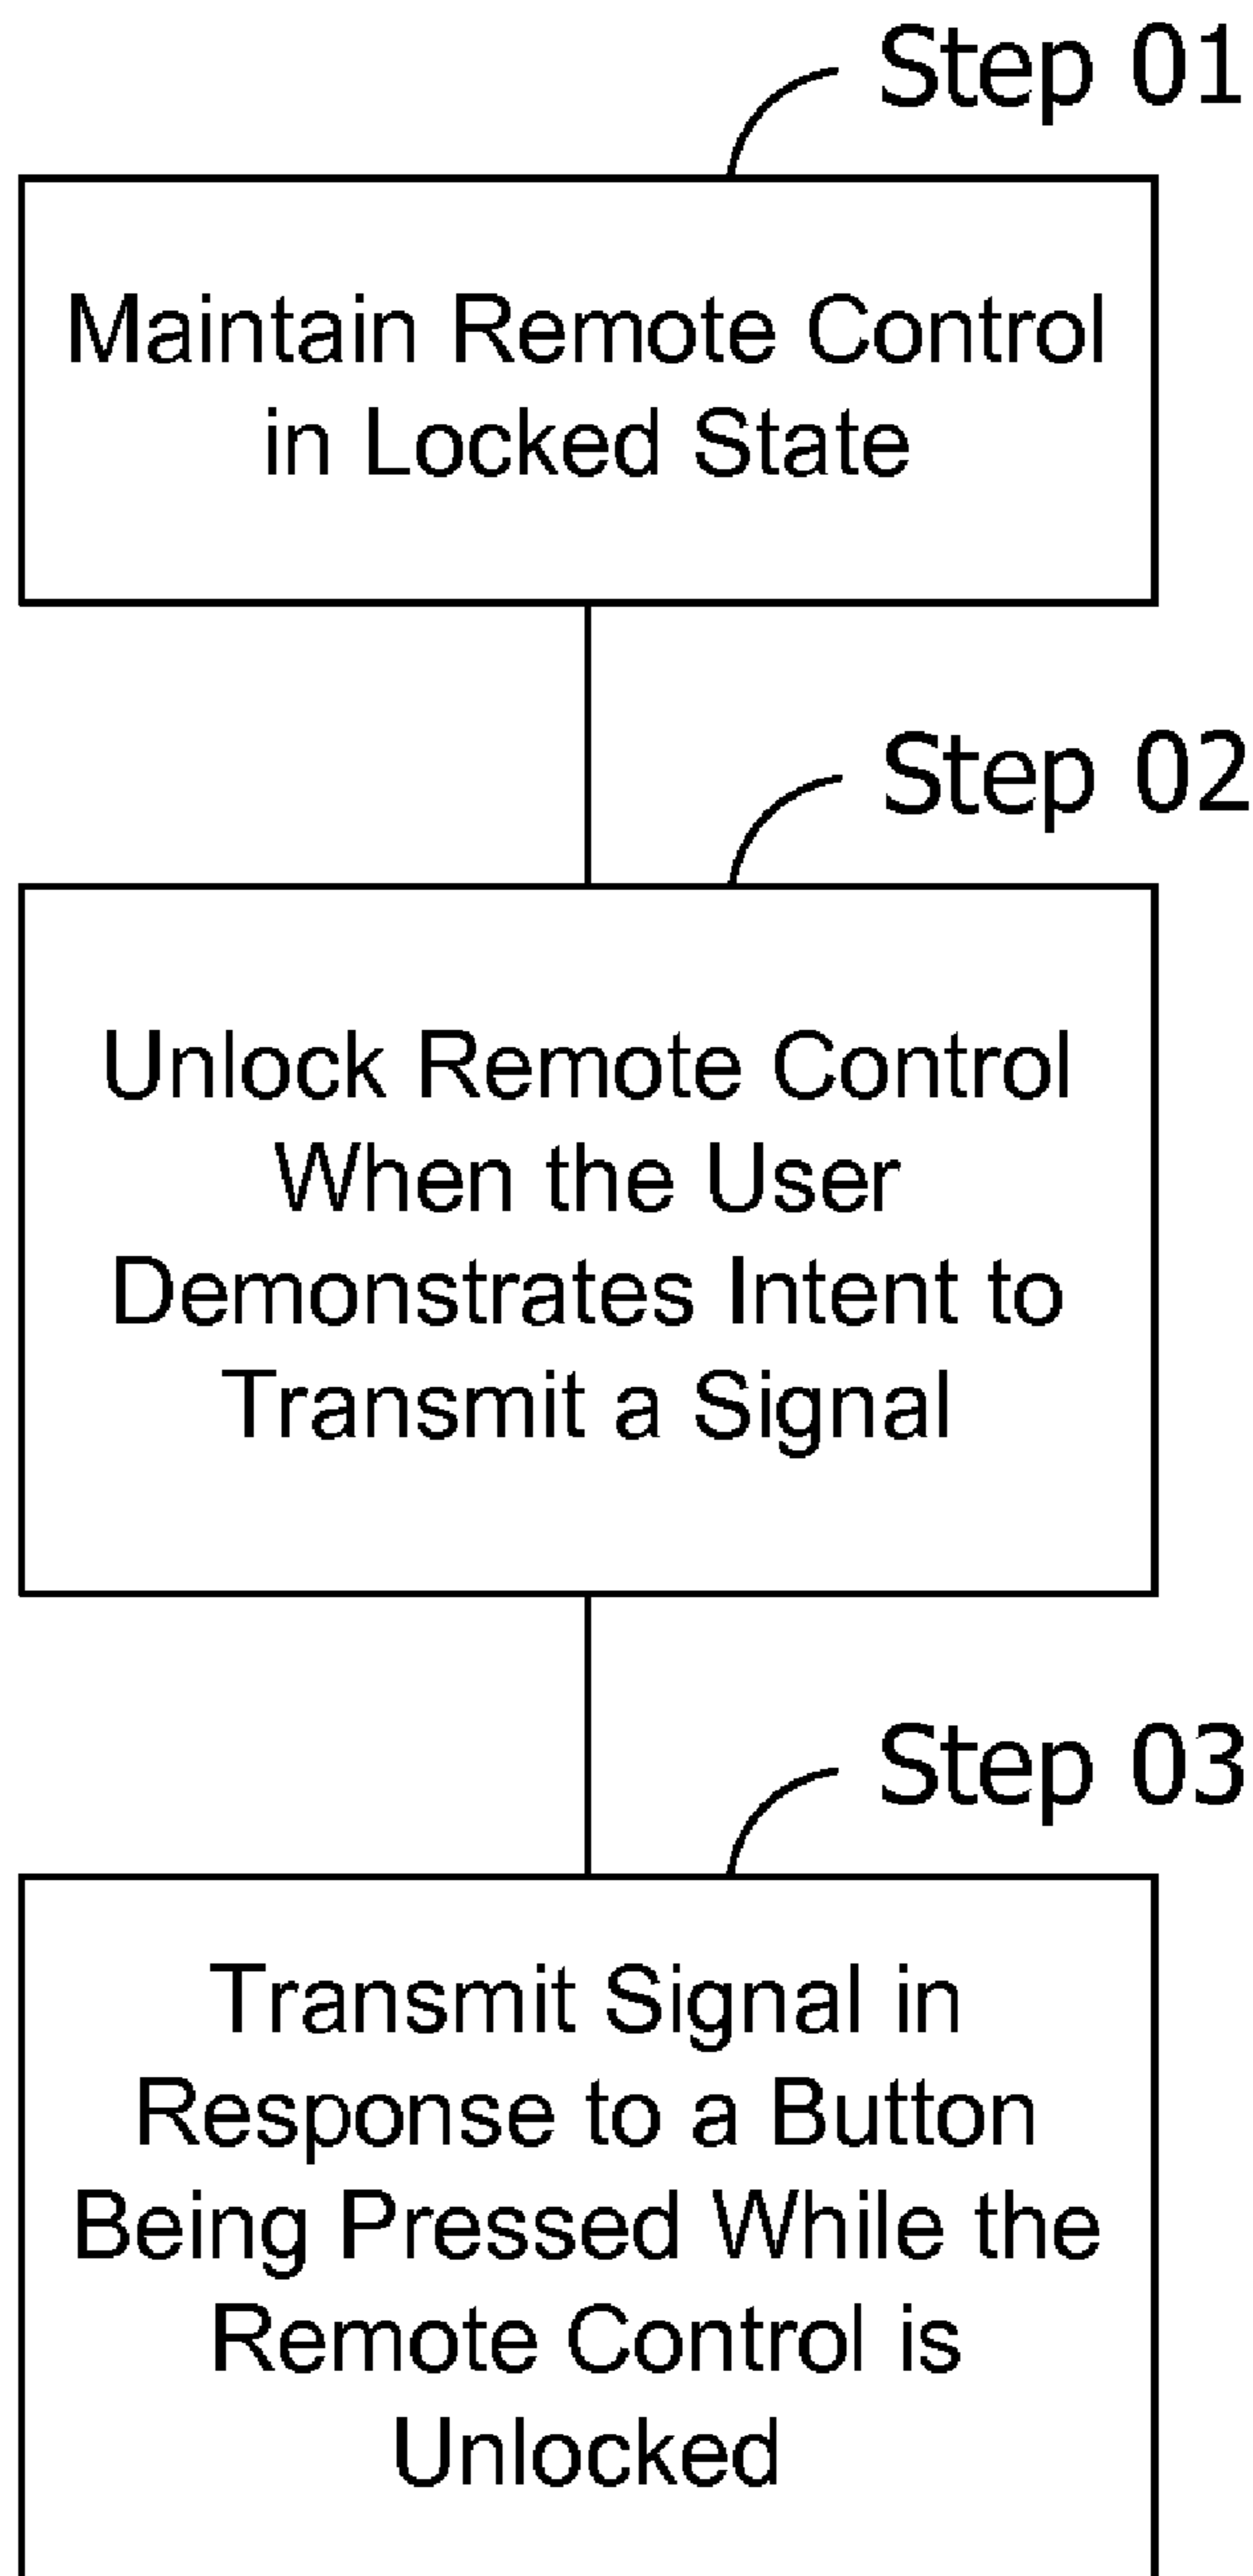 Step 01
Maintain Remote Control
in Locked State
Step 02
Unlock Remote Control
When the User
Demonstrates Intent to
Transmit a Signal
Step 03
Transmit Signal in
Response to a Button
Being Pressed While the
Remote Control is
Unlocked